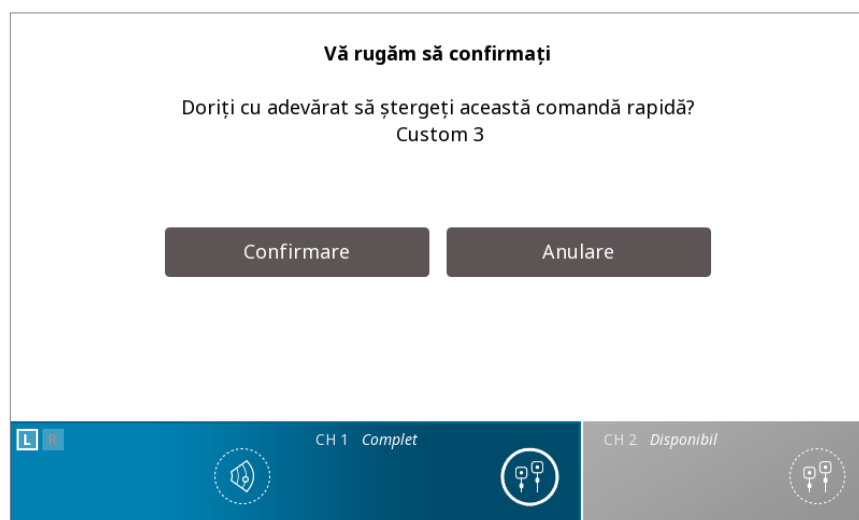 Vă rugăm să confirmați
Doriți cu adevărat să ștergeți această comandă rapidă?
Custom 3
Confirmare Anulare
L R CH 1 Complet CH 2 Disponibil